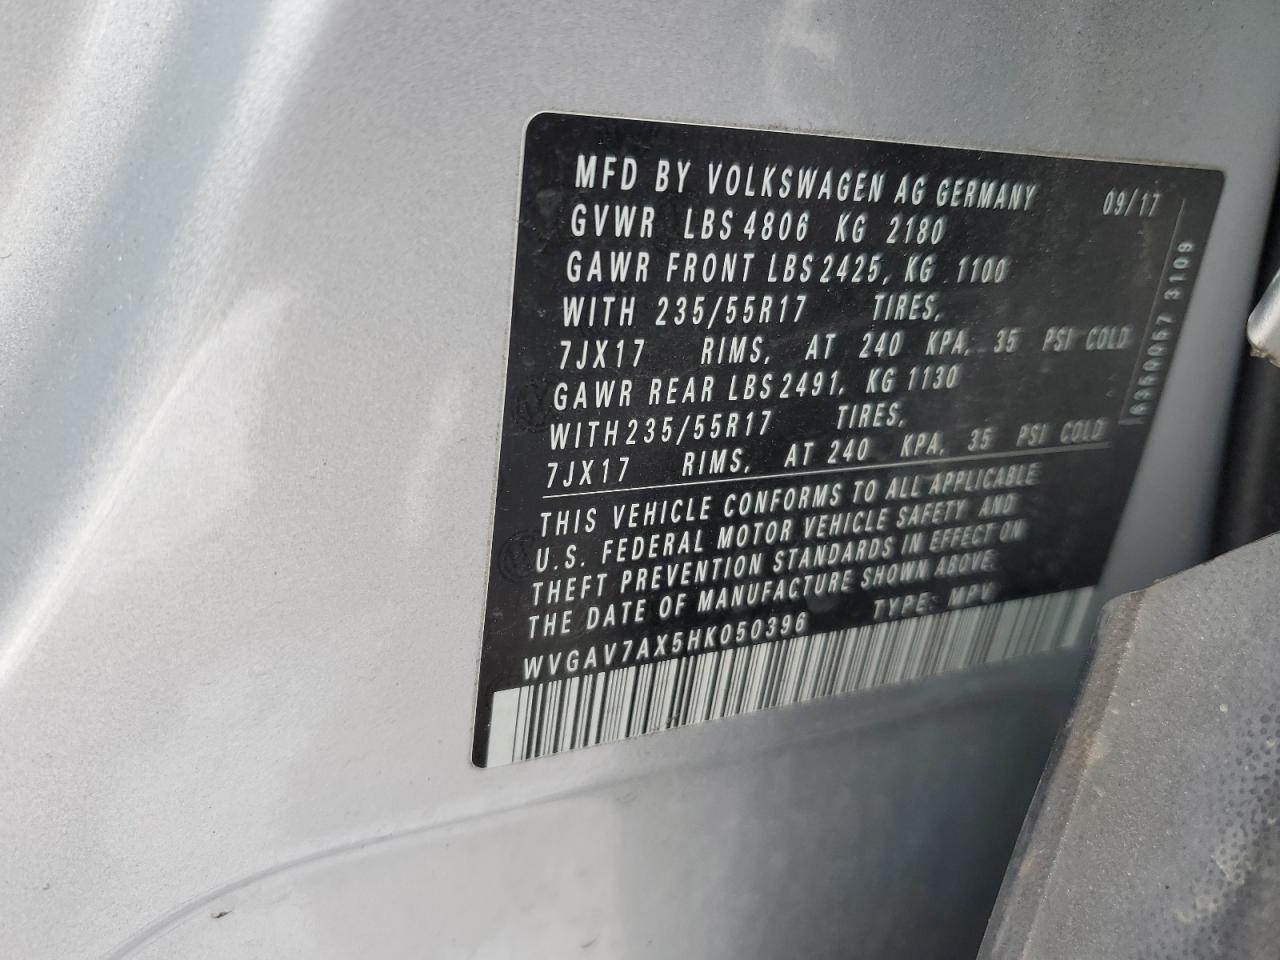 MFD BY VOLKSWAGEN AG GERMANY 09/17
GVWR LBS 4806 KG 2180
GAWR FRONT LBS 2425, KG 1100
WITH 235/55R17 TIRES,
7JX17 RIMS, AT 240 KPA, 35 PSI COLD
GAWR REAR LBS 2491, KG 1130
WITH 235/55R17 TIRES,
7JX17 RIMS, AT 240 KPA, 35 PSI COLD
THIS VEHICLE CONFORMS TO ALL APPLICABLE
U.S. FEDERAL MOTOR VEHICLE SAFETY AND
THEFT PREVENTION STANDARDS IN EFFECT ON
THE DATE OF MANUFACTURE SHOWN ABOVE.
WVGAV7AX5HK050396 TYPE: MPV
3109